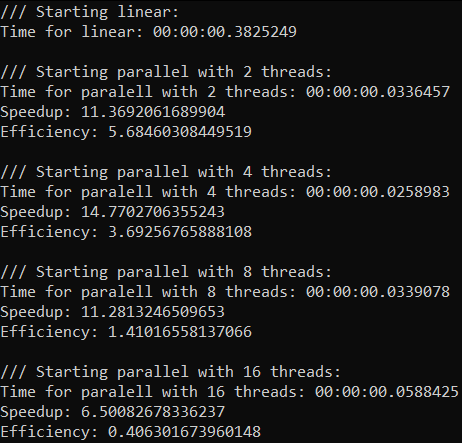 /// Starting linear:
Time for linear: 00:00:00.3825249
/// Starting parallel with 2 threads:
Time for paralell with 2 threads: 00:00:00.0336457
Speedup: 11.3692061689904
Efficiency: 5.68460308449519
/// Starting parallel with 4 threads:
Time for paralell with 4 threads: 00:00:00.0258983
Speedup: 14.7702706355243
Efficiency: 3.69256765888108
/// Starting parallel with 8 threads:
Time for paralell with 8 threads: 00:00:00.0339078
Speedup: 11.2813246509653
Efficiency: 1.41016558137066
/// Starting parallel with 16 threads:
Time for paralell with 16 threads: 00:00:00.0588425
Speedup: 6.50082678336237
Efficiency: 0.406301673960148